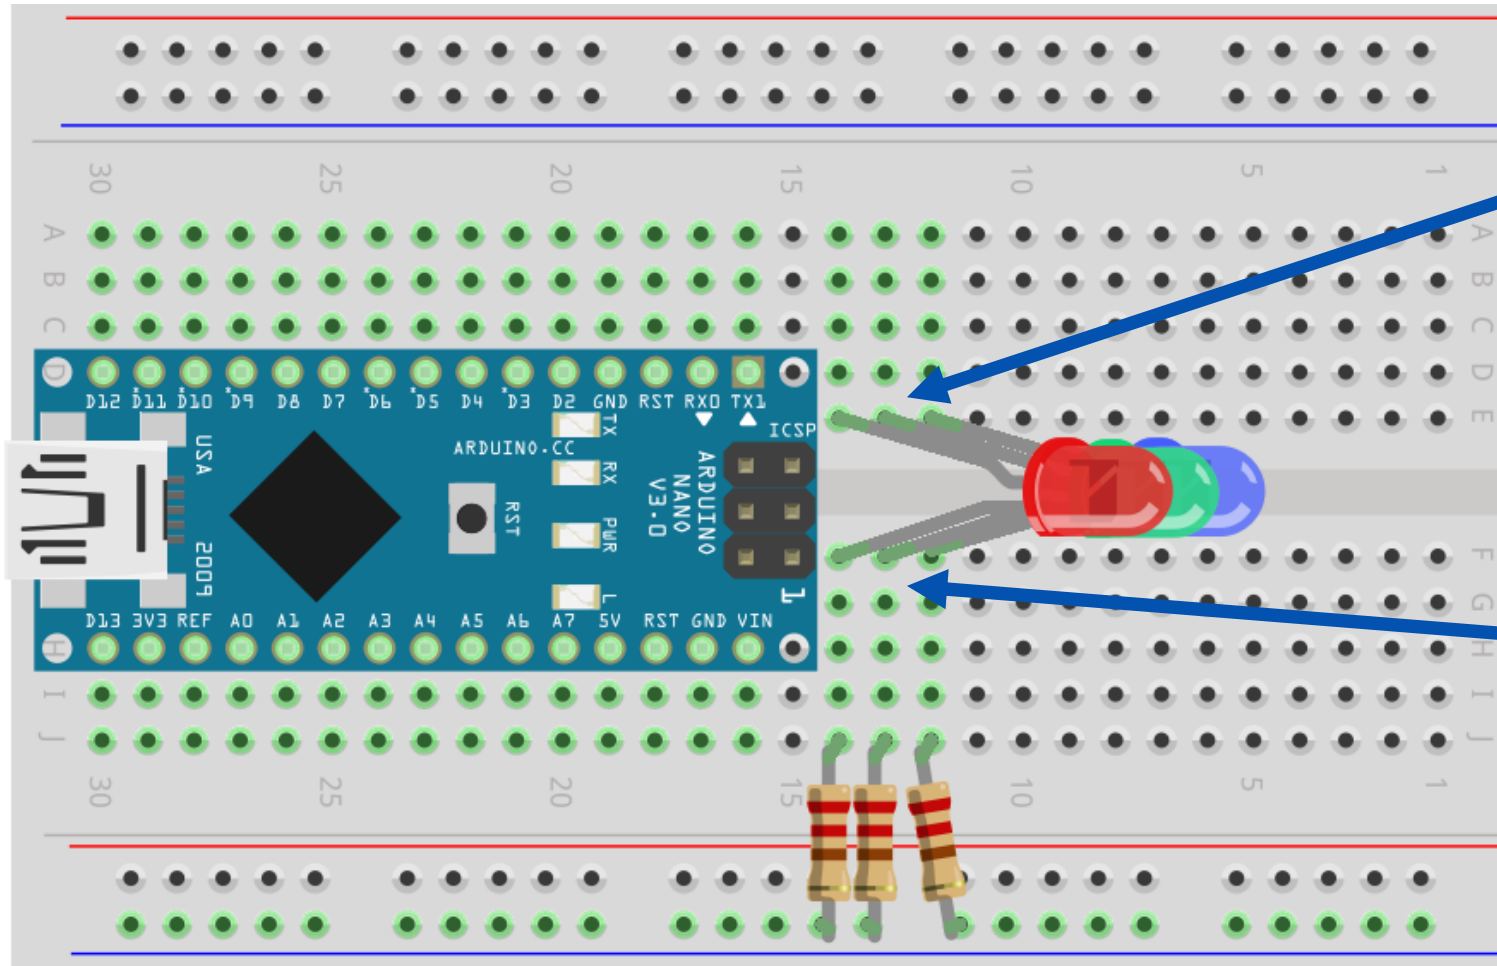 30 25 20 15 10 5 1
A A
B B
C C
D D
D12 D11 D10 D9 D8 D7 D6 D5 D4 D3 D2 GND RST RX0 TX1
* * * * * *
E
ICSP
ARDUINO.CC
TX
RX
PWR
L
RST
ARDUINO
NANO
V3.0
USA
2005
1
F
G
D13 3V3 REF A0 A1 A2 A3 A4 A5 A6 A7 5V RST GND VIN
H H
I I
J J
30 25 20 15 10 5 1